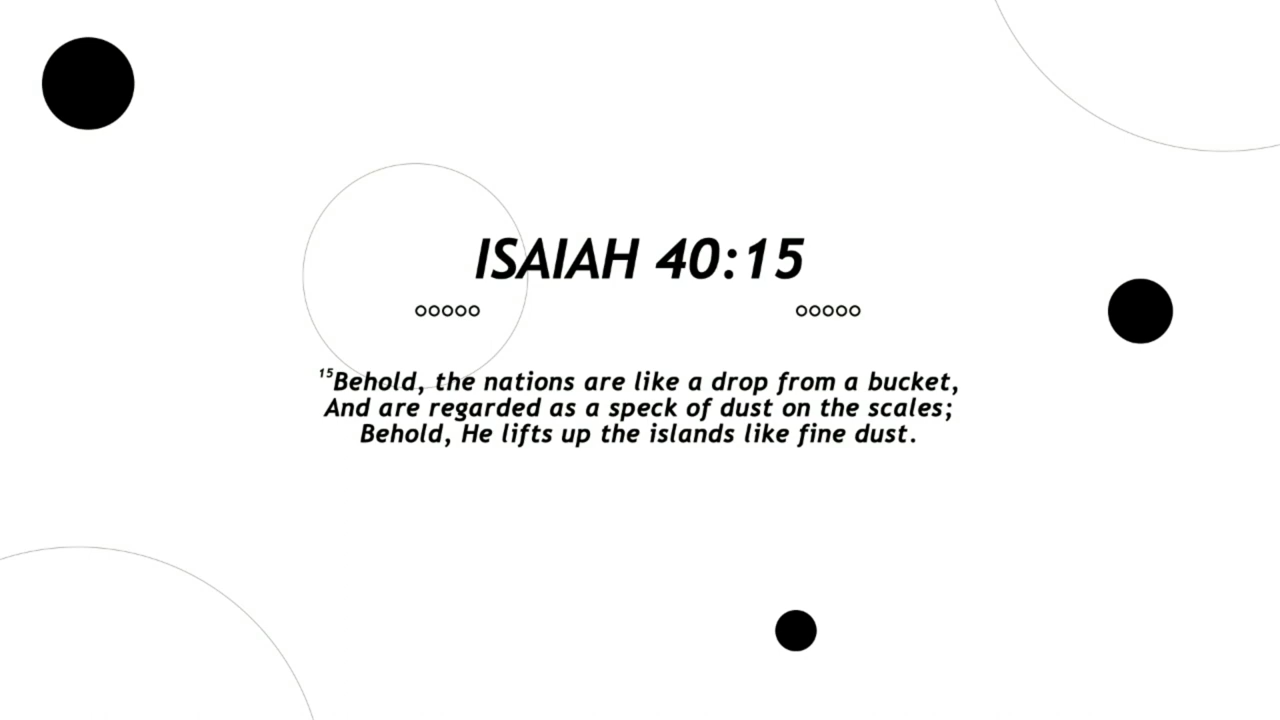 ISAIAH 40:15
15Behold, the nations are like a drop from a bucket,
And are regarded as a speck of dust on the scales;
Behold, He lifts up the islands like fine dust.